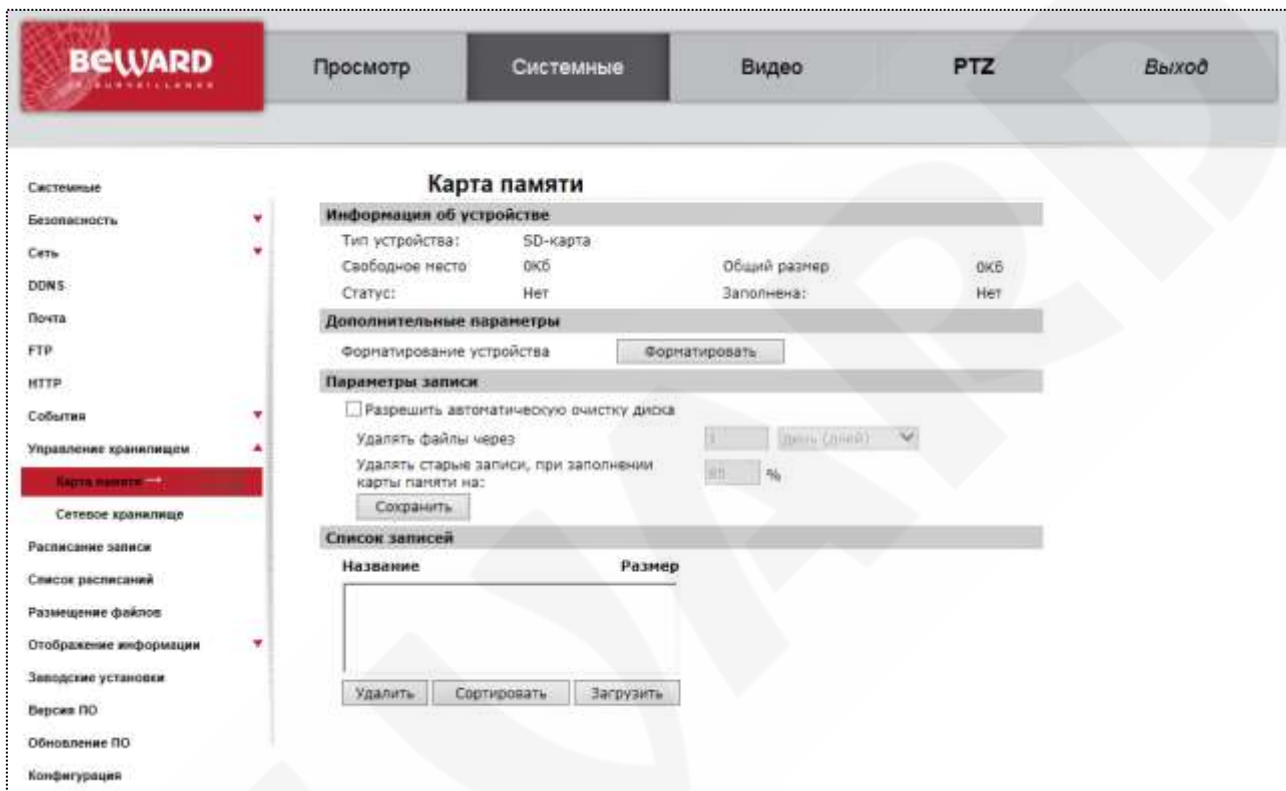 BEWARD
Просмотр
Системные
Видео
PTZ
Выход
Системные
Безопасность
Сеть
DDNS
Почта
FTP
HTTP
События
Управление хранилищем
Карта памяти →
Сетевое хранилище
Расписание записи
Список расписаний
Размещение файлов
Отображение информации
Заводские установки
Версия ПО
Обновление ПО
Конфигурация
Карта памяти
Информация об устройстве
Тип устройства: SD-карта
Свободное место 0Кб Общий размер 0Кб
Статус: Нет Заполнена: Нет
Дополнительные параметры
Форматирование устройства Форматировать
Параметры записи
Разрешить автоматическую очистку диска
Удалять файлы через 1 день (дней)
Удалять старые записи, при заполнении
карты памяти на: %
Сохранить
Список записей
Название Размер
Удалить Сортировать Загрузить